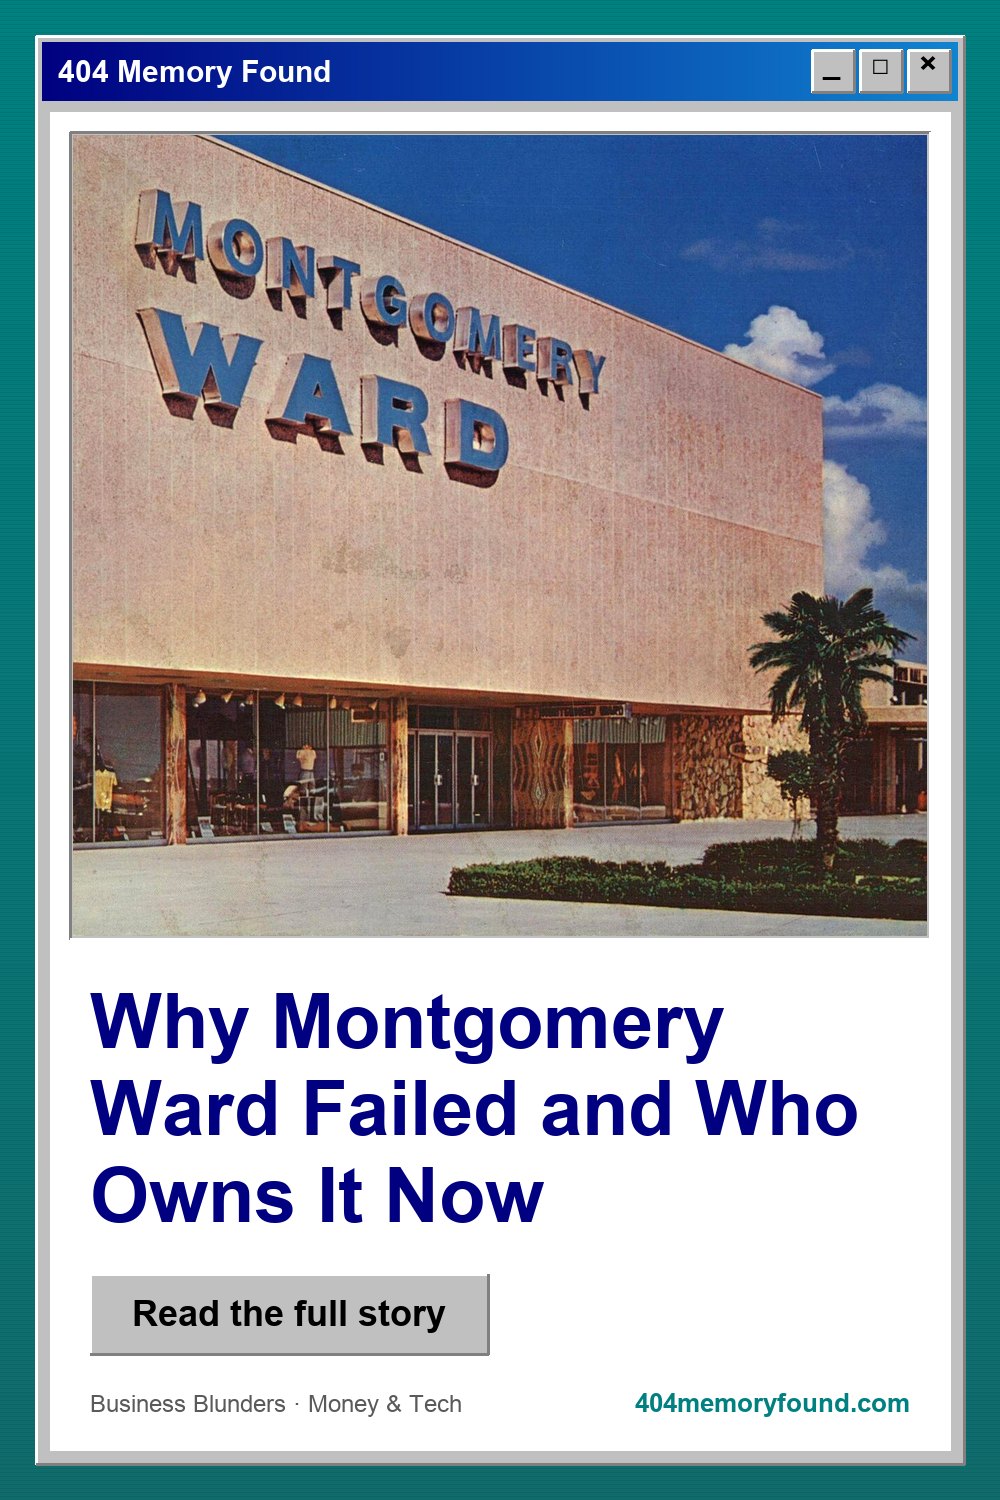 404 Memory Found
MONTGOMERY
WARD
Why Montgomery
Ward Failed and Who
Owns It Now
Read the full story
Business Blunders · Money & Tech
404memoryfound.com